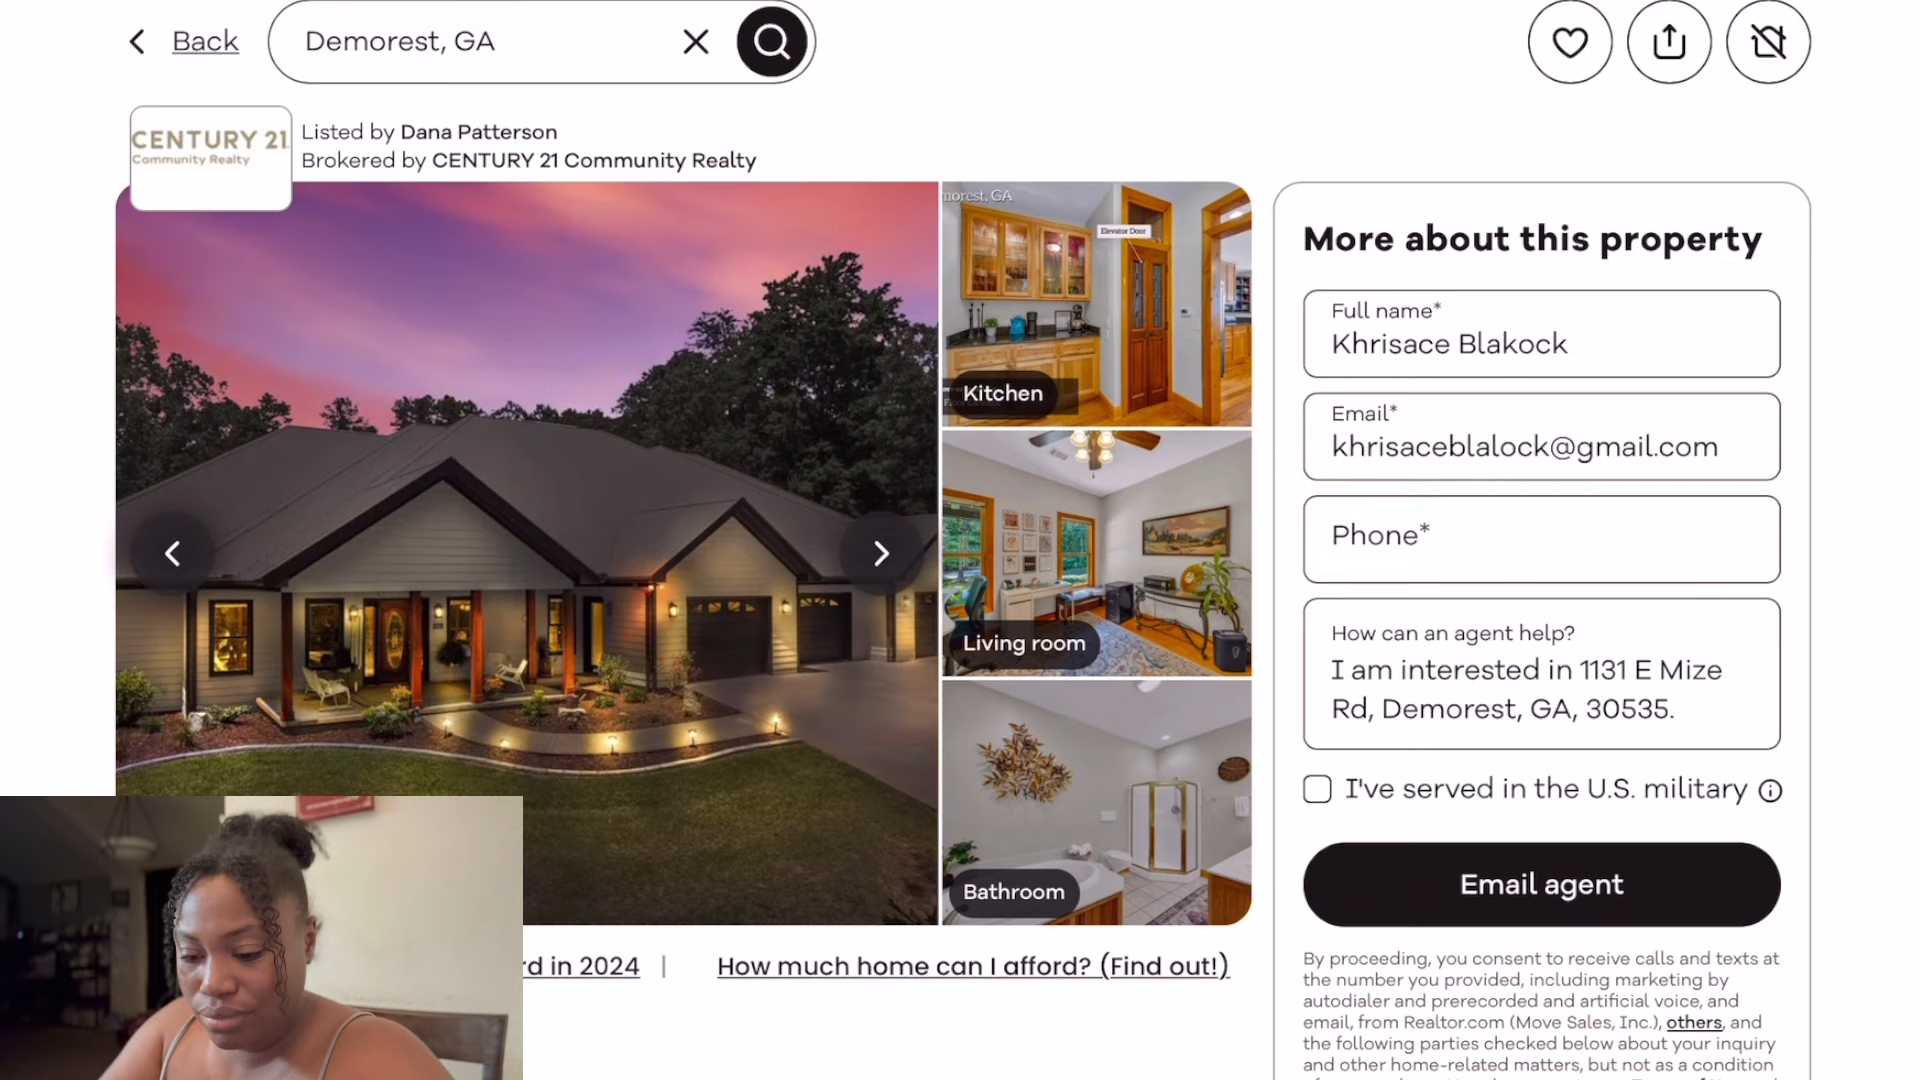 Back
Demorest, GA
CENTURY 21
Community Realty
Listed by Dana Patterson
Brokered by CENTURY 21 Community Realty
morest, GA
Elevator Door
Kitchen
Living room
Bathroom
More about this property
Full name*
Khrisace Blakock
Email*
khrisaceblalock@gmail.com
Phone*
How can an agent help?
I am interested in 1131 E Mize
Rd, Demorest, GA, 30535.
I've served in the U.S. military
Email agent
By proceeding, you consent to receive calls and texts at
the number you provided, including marketing by
autodialer and prerecorded and artificial voice, and
email, from Realtor.com (Move Sales, Inc.), others, and
the following parties checked below about your inquiry
and other home-related matters, but not as a condition
rd in 2024 | How much home can I afford? (Find out!)